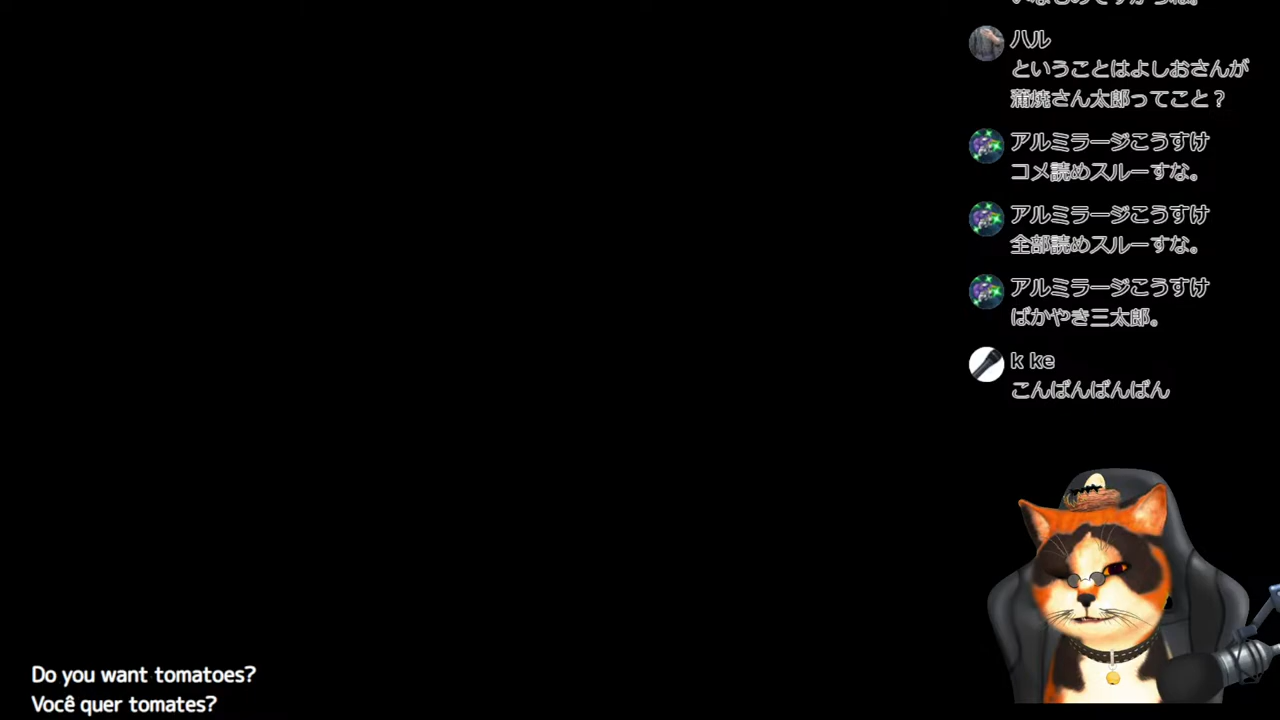 ハル
ということはよしおさんが
蒲焼さん太郎ってこと？
アルミラージこうすけ
コメ読めスルーすな。
アルミラージこうすけ
全部読めスルーすな。
アルミラージこうすけ
ばかやき三太郎。
k ke
こんばんばんばん
Do you want tomatoes?
Você quer tomates?